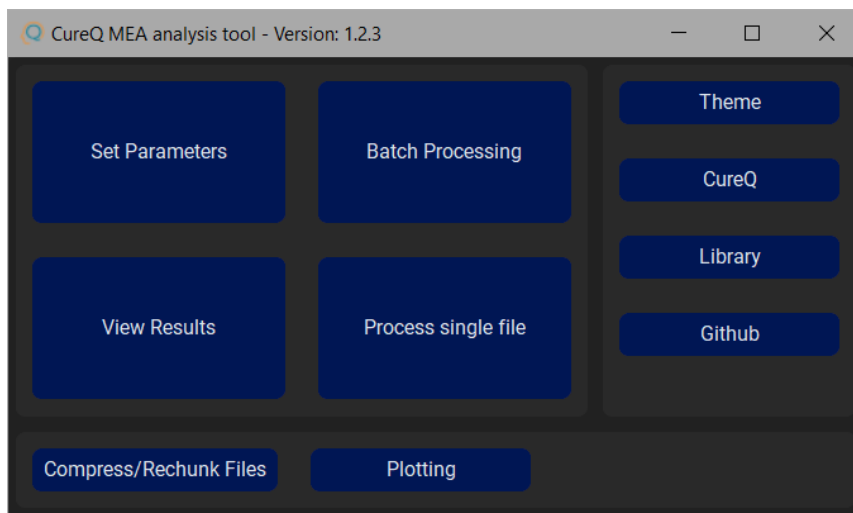 CureQ MEA analysis tool - Version: 1.2.3
Set Parameters
Batch Processing
View Results
Process single file
Theme
CureQ
Library
Github
Compress/Rechunk Files
Plotting